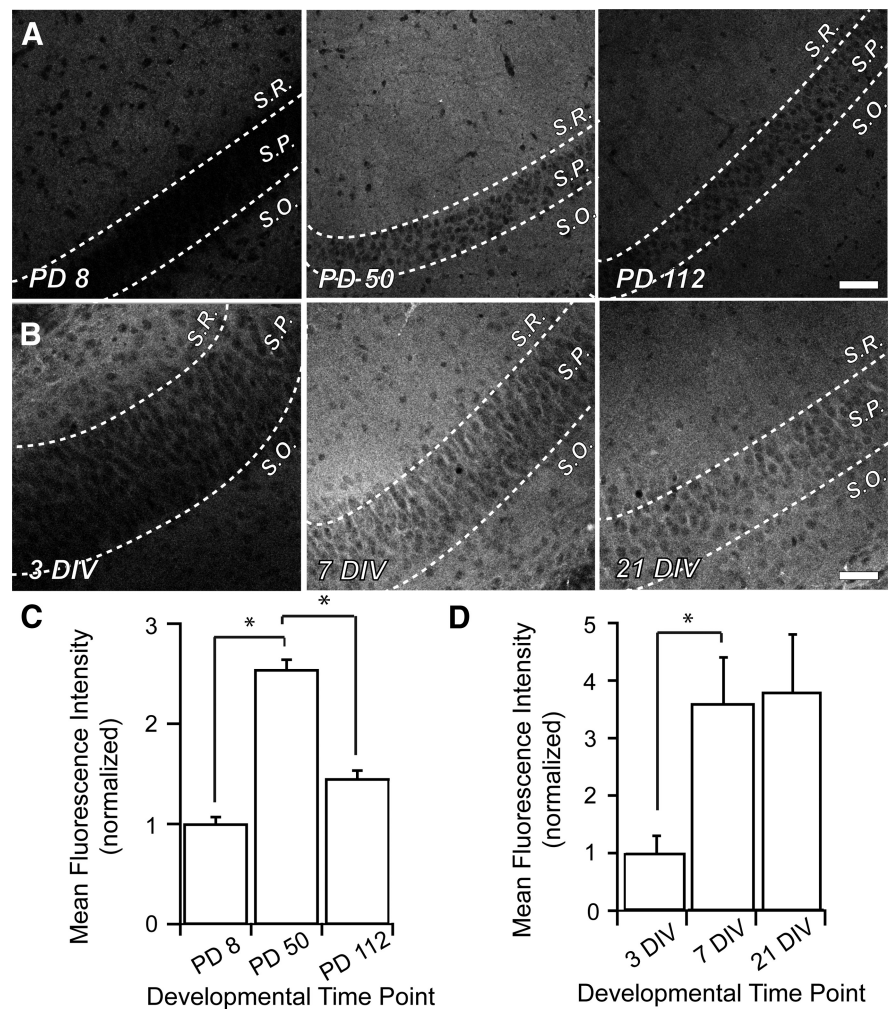 A
S.R.
S.P.
S.O.
PD 8
S.R.
S.P.
S.O.
PD 50
S.R.
S.P.
S.O.
PD 112
B
S.R.
S.P.
S.O.
3 DIV
S.R.
S.P.
S.O.
7 DIV
S.R.
S.P.
S.O.
21 DIV
C
Mean Fluorescence Intensity
(normalized)
3
2
1
0
*
*
PD 8
PD 50
PD 112
Developmental Time Point
D
Mean Fluorescence Intensity
(normalized)
5
4
3
2
1
0
*
3 DIV
7 DIV
21 DIV
Developmental Time Point